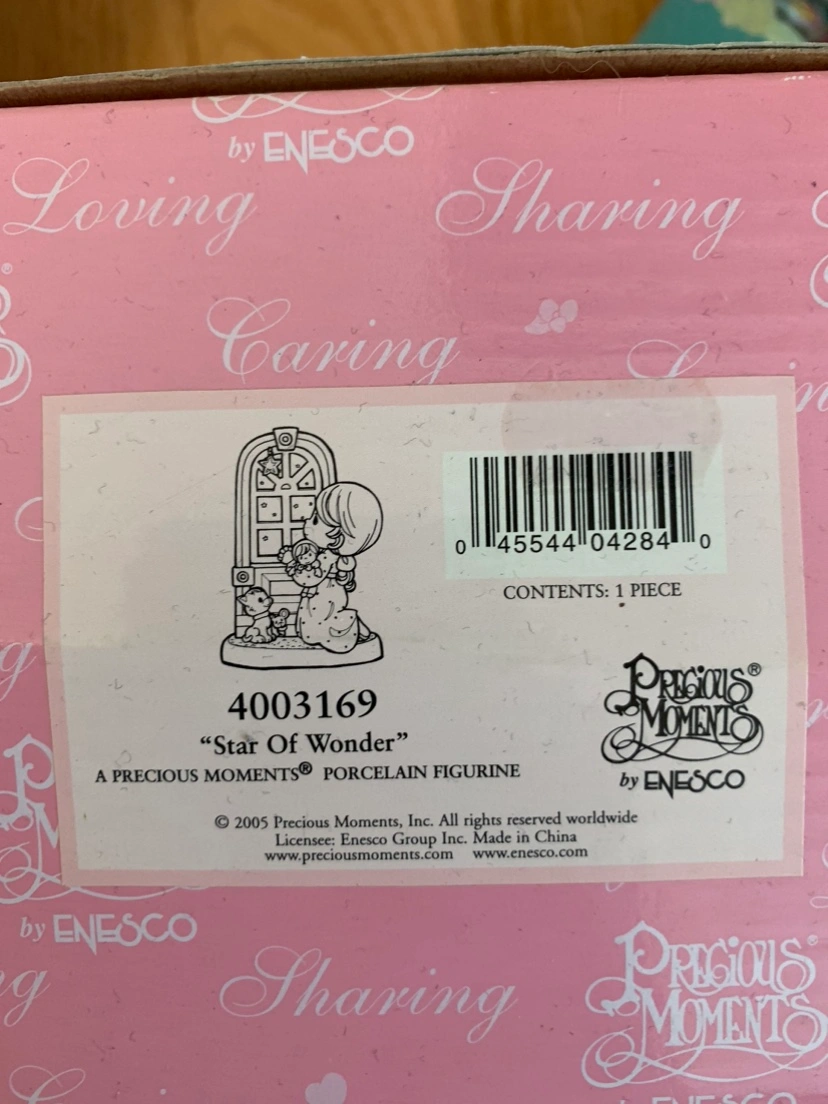 by ENESCO
Loving
Sharing
Caring
0 45544 04284 0
CONTENTS: 1 PIECE
4003169
“Star Of Wonder”
A PRECIOUS MOMENTS® PORCELAIN FIGURINE
PRECIOUS MOMENTS®
by ENESCO
© 2005 Precious Moments, Inc. All rights reserved worldwide
Licensee: Enesco Group Inc. Made in China
www.preciousmoments.com www.enesco.com
by ENESCO
Sharing
PRECIOUS
MOMENTS
ENESCO